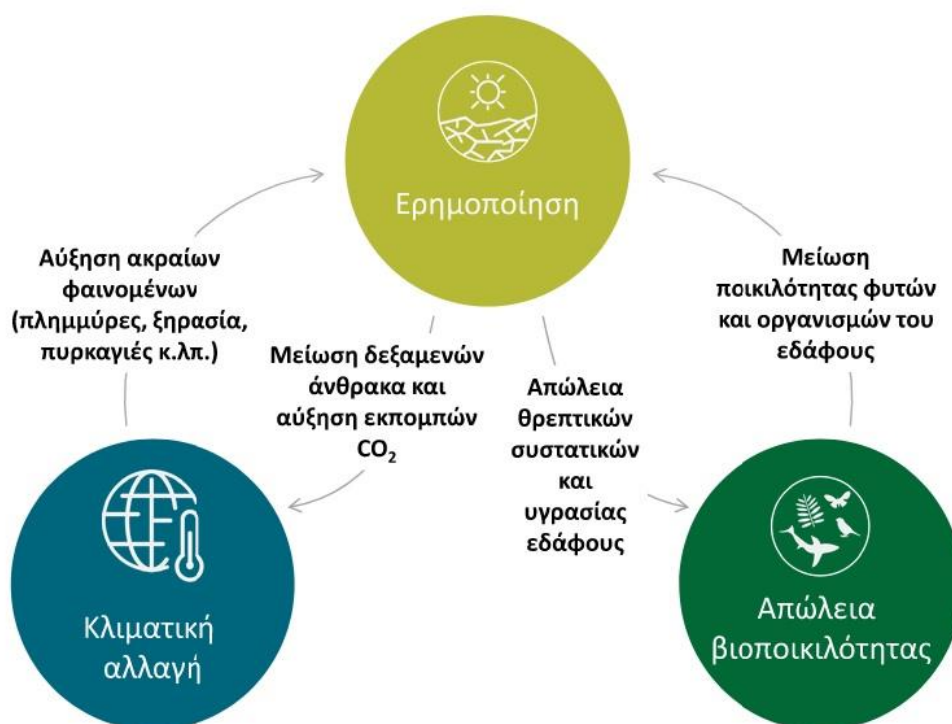 Ερημοποίηση
Αύξηση ακραίων
φαινομένων
(πλημμύρες, ξηρασία,
πυρκαγιές κ.λπ.)
Μείωση δεξαμενών
άνθρακα και
αύξηση εκπομπών
CO₂
Απώλεια
θρεπτικών
συστατικών
και
υγρασίας
εδάφους
Μείωση
ποικιλότητας φυτών
και οργανισμών του
εδάφους
Κλιματική
αλλαγή
Απώλεια
βιοποικιλότητας